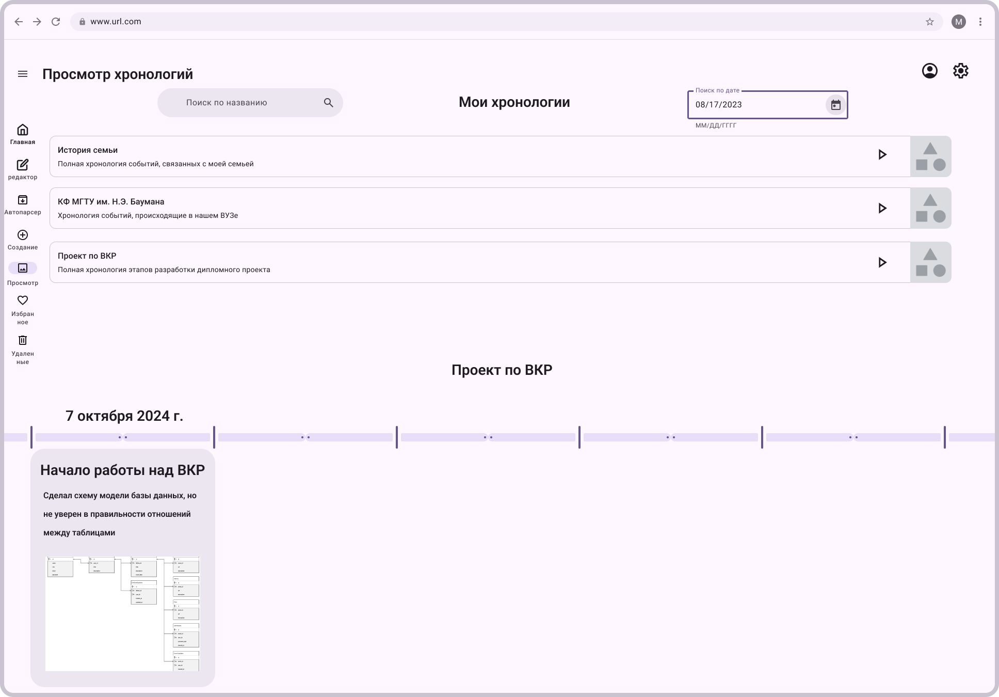 www.url.com
M
Просмотр хронологий
Поиск по названию
Мои хронологии
Поиск по дате
08/17/2023
ММ/ДД/ГГГГ
Главная
редактор
Автопарсер
Создание
Просмотр
Избран
ное
Удален
ные
История семьи
Полная хронология событий, связанных с моей семьей
КФ МГТУ им. Н.Э. Баумана
Хронология событий, происходящие в нашем ВУЗе
Проект по ВКР
Полная хронология этапов разработки дипломного проекта
Проект по ВКР
7 октября 2024 г.
Начало работы над ВКР
Сделал схему модели базы данных, но
не уверен в правильности отношений
между таблицами